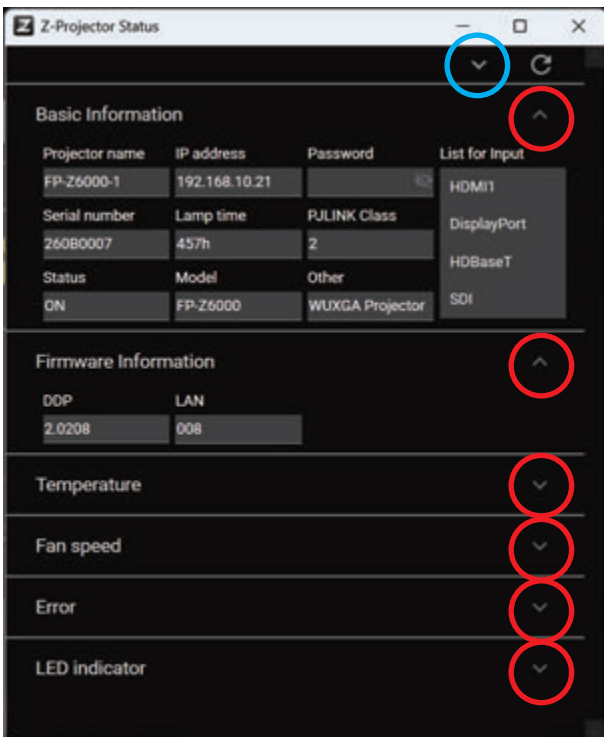 Z-Projector Status
Basic Information
Projector name IP address Password List for Input
FP-Z6000-1 192.168.10.21 HDMI1
Serial number Lamp time PJLINK Class DisplayPort
260B0007 457h 2 HDBaseT
Status Model Other SDI
ON FP-Z6000 WUXGA Projector
Firmware Information
DDP LAN
2.0208 008
Temperature
Fan speed
Error
LED indicator